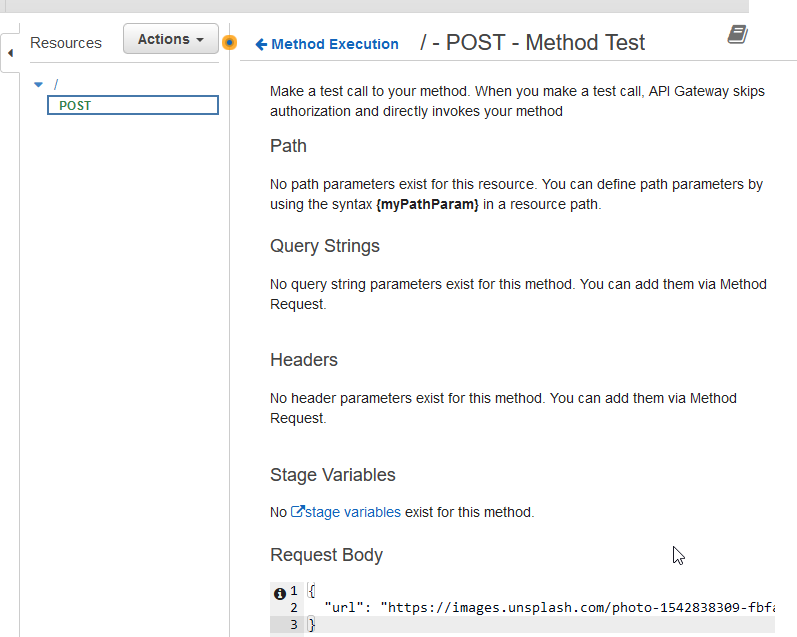 Resources
Actions
Method Execution
/ - POST - Method Test
/
POST
Make a test call to your method. When you make a test call, API Gateway skips
authorization and directly invokes your method
Path
No path parameters exist for this resource. You can define path parameters by
using the syntax {myPathParam} in a resource path.
Query Strings
No query string parameters exist for this method. You can add them via Method
Request.
Headers
No header parameters exist for this method. You can add them via Method
Request.
Stage Variables
No stage variables exist for this method.
Request Body
1 {
2 "url": "https://images.unsplash.com/photo-1542838309-fbfa
3 }